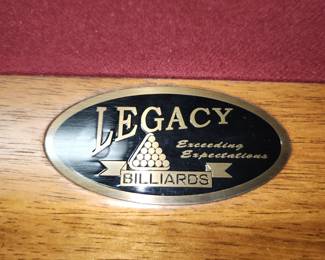 LEGACY
Exceeding
Expectations
BILLIARDS